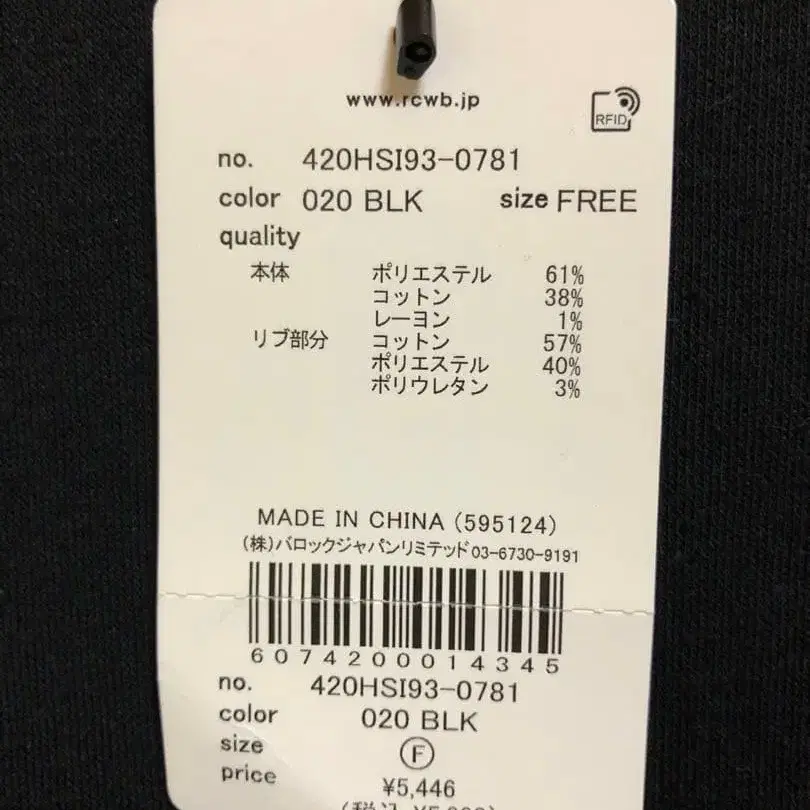 www.rcwb.jp
RFID
no. 420HSI93-0781
color 020 BLK size FREE
quality
本体 ポリエステル 61%
コットン 38%
レーヨン 1%
リブ部分 コットン 57%
ポリエステル 40%
ポリウレタン 3%
MADE IN CHINA (595124)
(株)バロックジャパンリミテッド03-6730-9191
6074200014345
no. 420HSI93-0781
color 020 BLK
size F
price ¥5,446